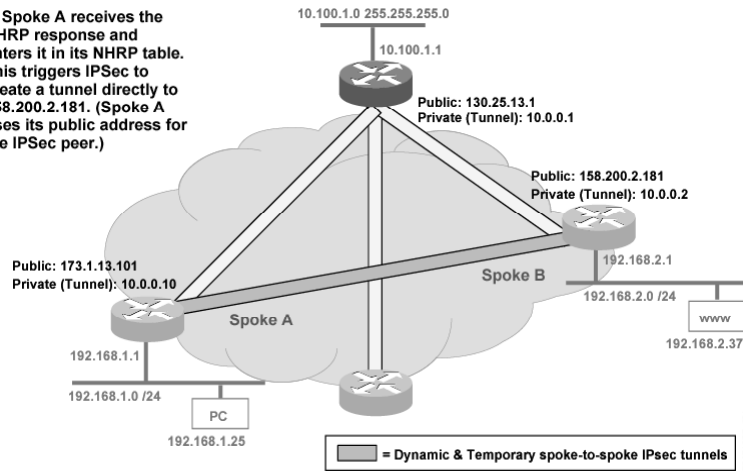 Spoke A receives the
HRP response and
nters it in its NHRP table.
his triggers IPSec to
eate a tunnel directly to
58.200.2.181. (Spoke A
ses its public address for
e IPSec peer.)
10.100.1.0 255.255.255.0
10.100.1.1
Public: 130.25.13.1
Private (Tunnel): 10.0.0.1
Public: 158.200.2.181
Private (Tunnel): 10.0.0.2
192.168.2.1
Spoke B
192.168.2.0 /24
www
192.168.2.37
Public: 173.1.13.101
Private (Tunnel): 10.0.0.10
Spoke A
192.168.1.1
192.168.1.0 /24
PC
192.168.1.25
= Dynamic & Temporary spoke-to-spoke IPsec tunnels